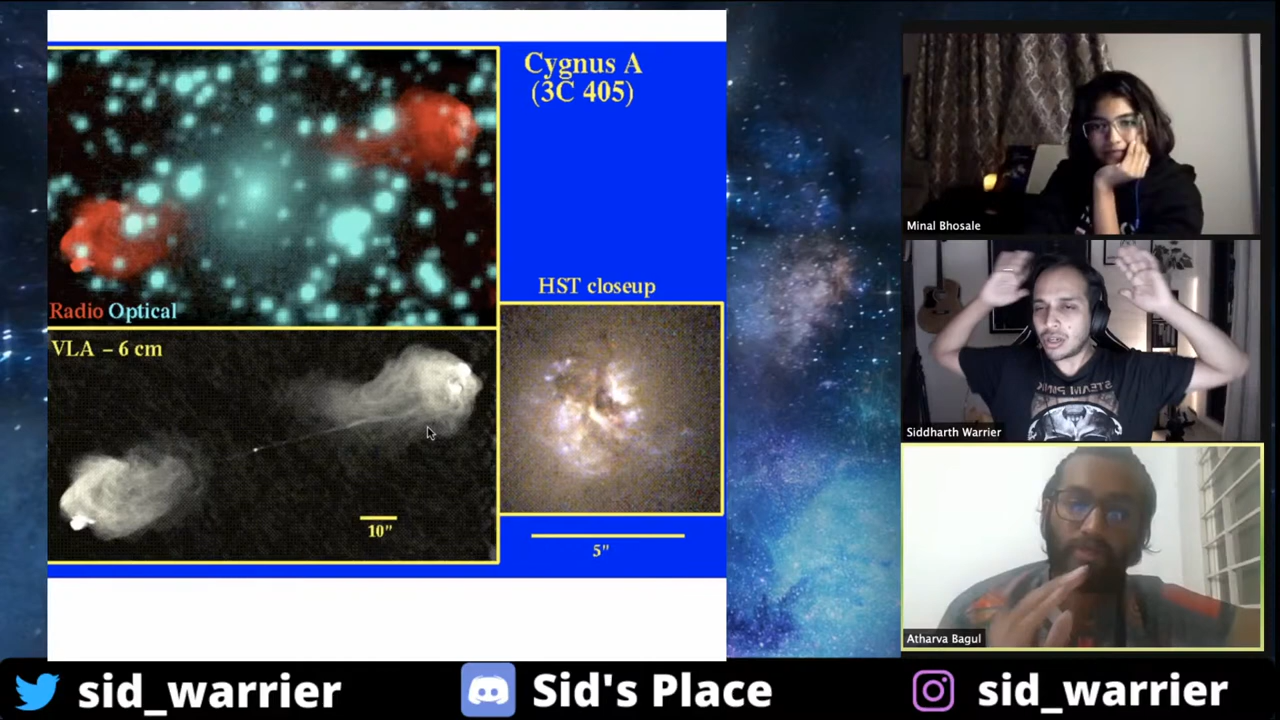 Cygnus A
(3C 405)
Radio Optical
HST closeup
VLA – 6 cm
10"
5"
Minal Bhosale
Siddharth Warrier
Atharva Bagul
sid_warrier
Sid's Place
sid_warrier